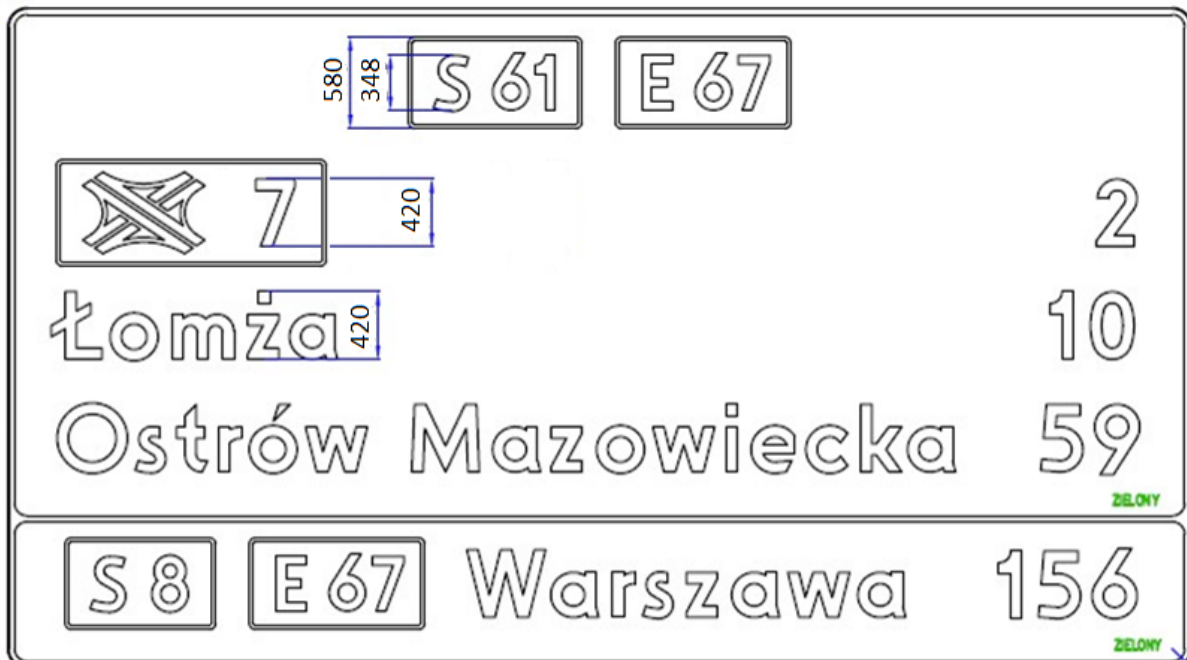 580 348 S 61 E 67
7 420 2
Łomża 420 10
Ostrów Mazowiecka 59
ZIELONY
S 8 E 67 Warszawa 156
ZIELONY